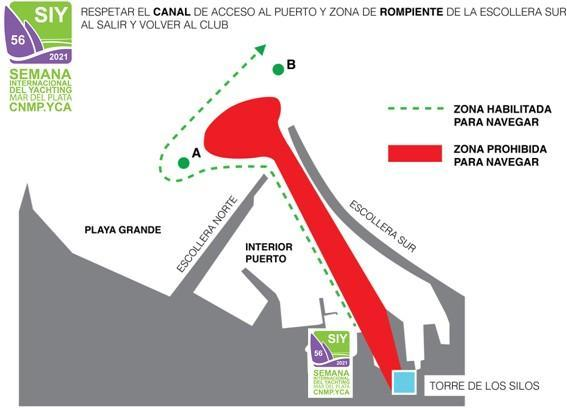 SIY
56
2021
SEMANA
INTERNACIONAL
DEL YACHTING
MAR DEL PLATA
CNMP.YCA
RESPETAR EL CANAL DE ACCESO AL PUERTO Y ZONA DE ROMPIENTE DE LA ESCOLLERA SUR
AL SALIR Y VOLVER AL CLUB
B
A
ZONA HABILITADA
PARA NAVEGAR
ZONA PROHIBIDA
PARA NAVEGAR
PLAYA GRANDE
ESCOLLERA NORTE
INTERIOR
PUERTO
ESCOLLERA SUR
SIY
56
2021
SEMANA
INTERNACIONAL
DEL YACHTING
MAR DEL PLATA
CNMP.YCA
TORRE DE LOS SILOS